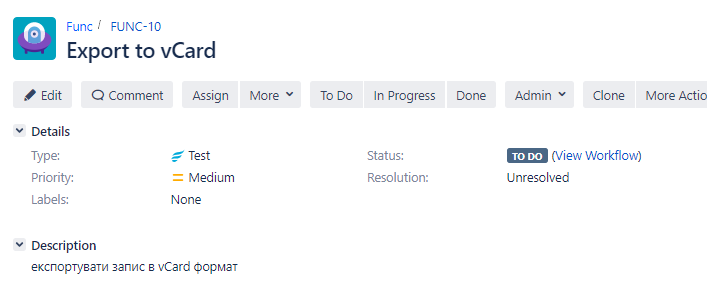 Func / FUNC-10
Export to vCard
Edit Comment Assign More To Do In Progress Done Admin Clone More Actio
Details
Type: Test Status: TO DO (View Workflow)
Priority: Medium Resolution: Unresolved
Labels: None
Description
експортувати запис в vCard формат